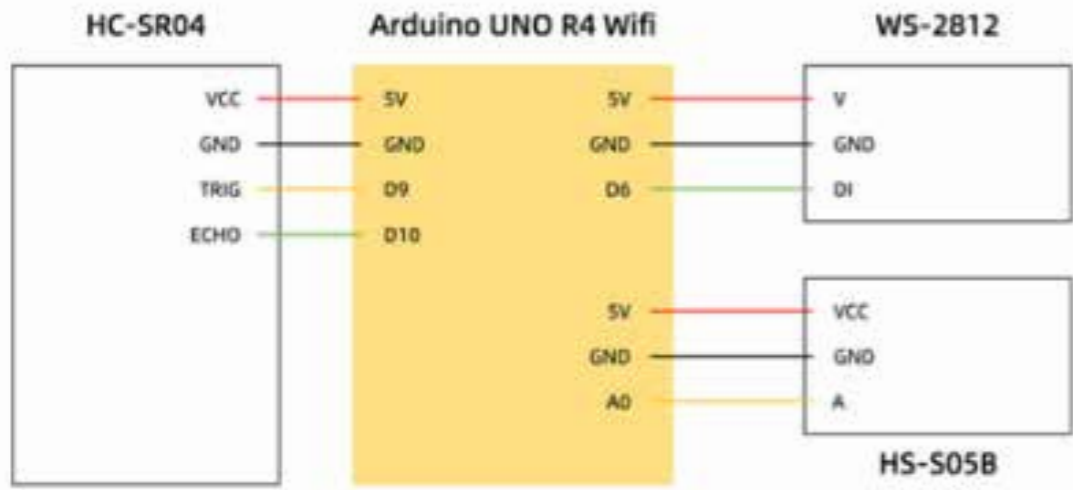 HC-SR04 Arduino UNO R4 Wifi WS-2812
VCC 5V 5V V
GND GND GND GND
TRIG D9 D6 DI
ECHO D10
5V VCC
GND GND
A0 A
HS-S05B